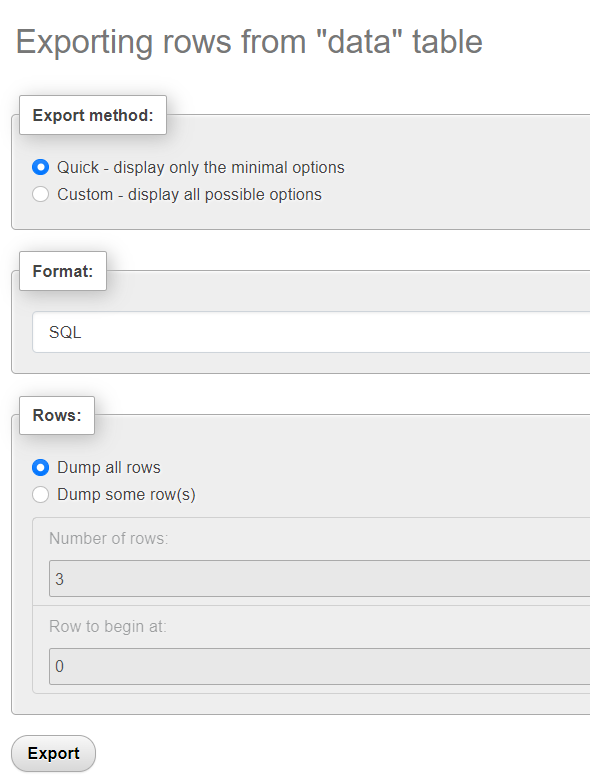 Exporting rows from "data" table
Export method:
Quick - display only the minimal options
Custom - display all possible options
Format:
SQL
Rows:
Dump all rows
Dump some row(s)
Number of rows:
3
Row to begin at:
0
Export